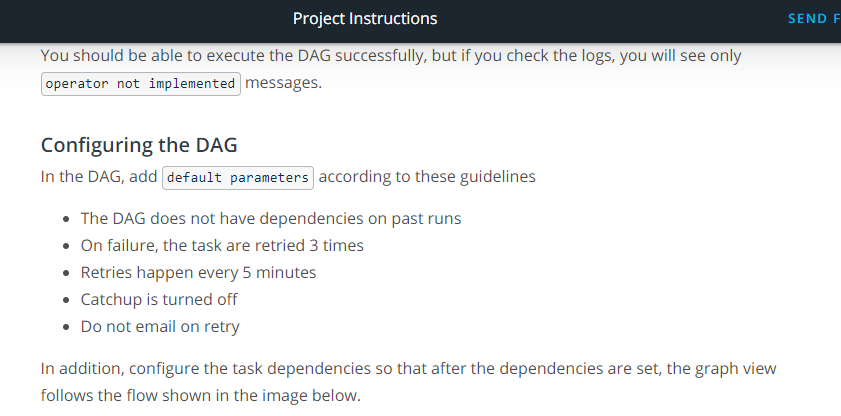 Project Instructions
SEND F
You should be able to execute the DAG successfully, but if you check the logs, you will see only
operator not implemented messages.
Configuring the DAG
In the DAG, add default parameters according to these guidelines
• The DAG does not have dependencies on past runs
• On failure, the task are retried 3 times
• Retries happen every 5 minutes
• Catchup is turned off
• Do not email on retry
In addition, configure the task dependencies so that after the dependencies are set, the graph view
follows the flow shown in the image below.